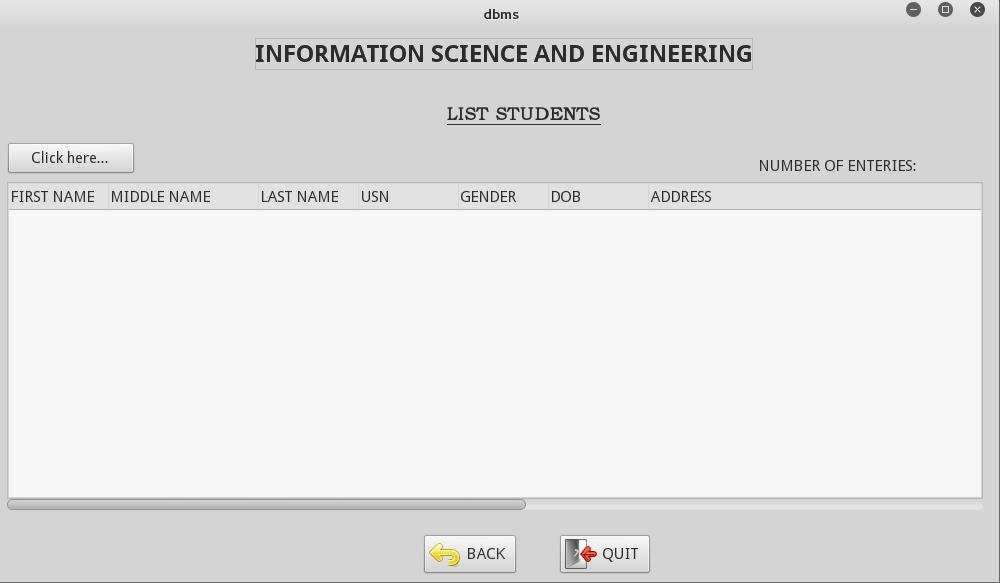 dbms
INFORMATION SCIENCE AND ENGINEERING
LIST STUDENTS
Click here...
NUMBER OF ENTERIES:
FIRST NAME MIDDLE NAME LAST NAME USN GENDER DOB ADDRESS
BACK QUIT